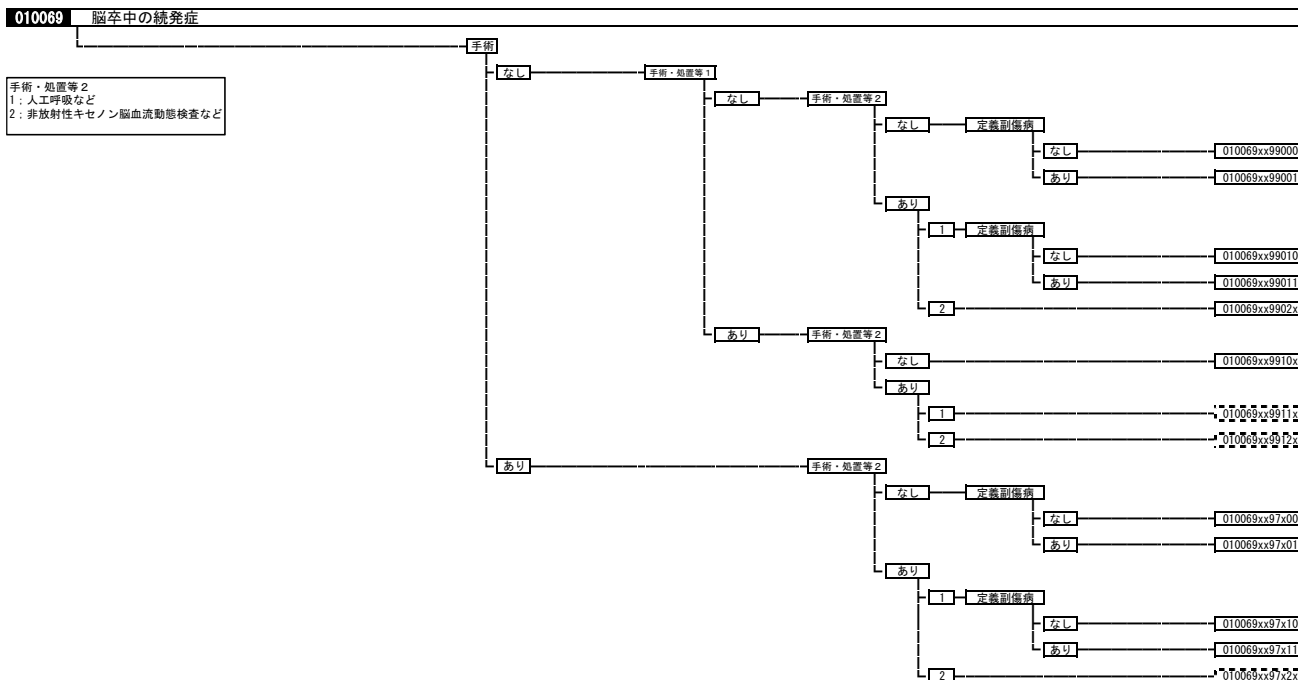 010069 脳卒中の続発症
手術
手術・処置等2
1：人工呼吸など
2：非放射性キセノン脳血流動態検査など
なし 手術・処置等1
なし 手術・処置等2
なし 定義副傷病
なし 010069xx99000
あり 010069xx99001
あり
1 定義副傷病
なし 010069xx99010
あり 010069xx99011
2 010069xx9902x
あり 手術・処置等2
なし 010069xx9910x
あり
1 010069xx9911x
2 010069xx9912x
あり 手術・処置等2
なし 定義副傷病
なし 010069xx97x00
あり 010069xx97x01
あり
1 定義副傷病
なし 010069xx97x10
あり 010069xx97x11
2 010069xx97x2x